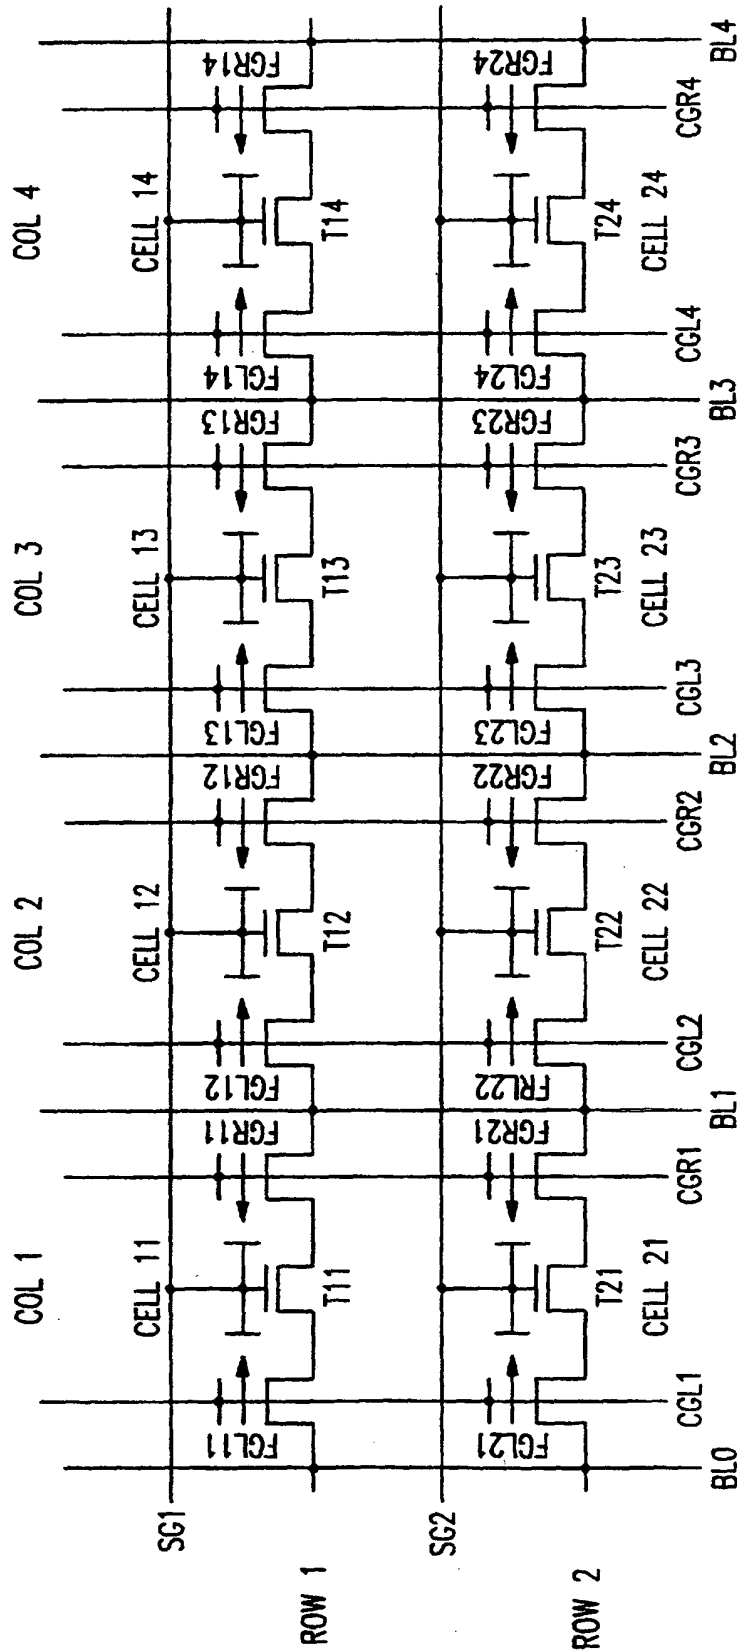 COL 1 COL 2 COL 3 COL 4
CELL 11 CELL 12 CELL 13 CELL 14
SG1
FGL11 FGR11 FGL12 FGR12 FGL13 FGR13 FGL14 FGR14
T11 T12 T13 T14
ROW 1
SG2
FGL21 FGR21 FRL22 FGR22 FGL23 FGR23 FGL24 FGR24
T21 T22 T23 T24
ROW 2
CELL 21 CELL 22 CELL 23 CELL 24
CGL1 CGR1 CGL2 CGR2 CGL3 CGR3 CGL4 CGR4
BL0 BL1 BL2 BL3 BL4